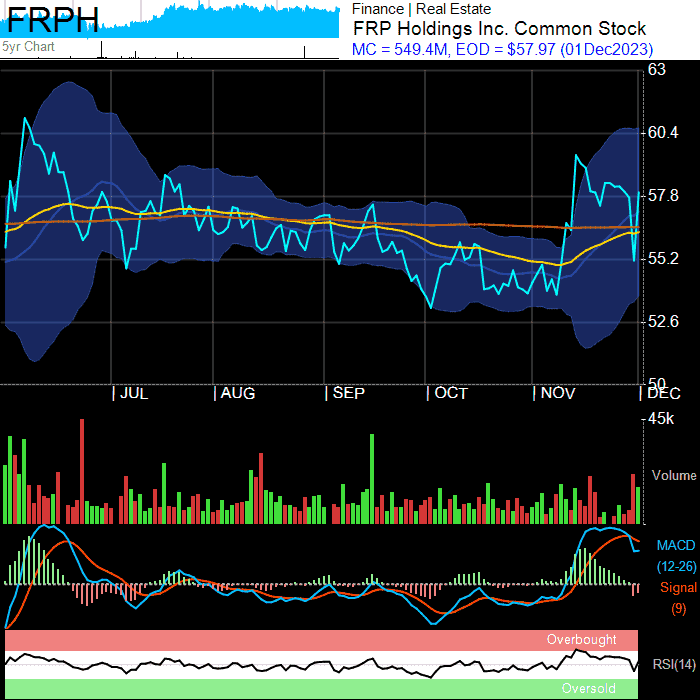 FRPH
5yr Chart
Finance | Real Estate
FRP Holdings Inc. Common Stock
MC = 549.4M, EOD = $57.97 (01Dec2023)
63
60.4
57.8
55.2
52.6
50
| JUL | AUG | SEP | OCT | NOV | DEC
45k
Volume
MACD
(12-26)
Signal
(9)
Overbought
RSI(14)
Oversold